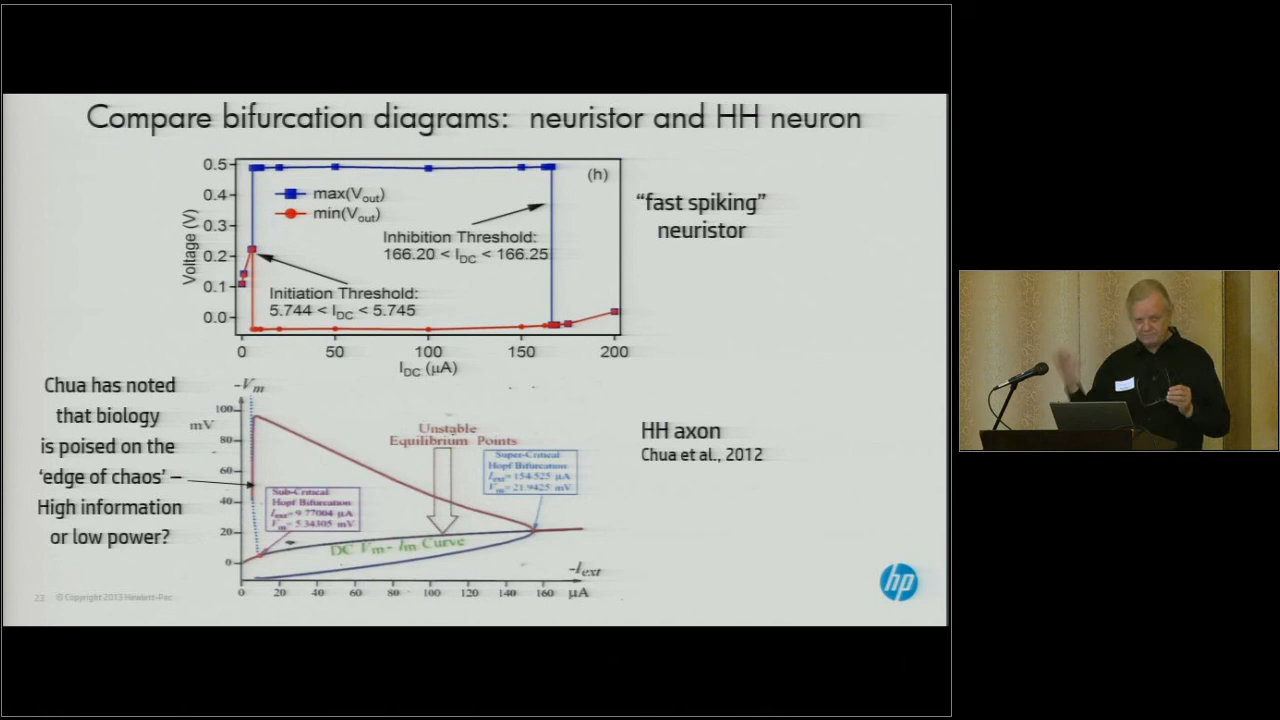 Compare bifurcation diagrams: neuristor and HH neuron
0.5
0.4
0.3
0.2
0.1
0.0
Voltage (V)
(h)
max(Vout)
min(Vout)
Inhibition Threshold:
166.20 < IDC < 166.25
Initiation Threshold:
5.744 < IDC < 5.745
0 50 100 150 200
IDC (μA)
"fast spiking"
neuristor
Chua has noted
that biology
is poised on the
'edge of chaos' –
High information
or low power?
-Vm
mV
100
80
60
40
20
0
Unstable
Equilibrium Points
Super-Critical
Hopf Bifurcation
Iext=154.525 μA
Vm=21.9425 mV
Sub-Critical
Hopf Bifurcation
Iext=9.77004 μA
Vm=5.34305 mV
DC Vm-Im Curve
-Iext
0 20 40 60 80 100 120 140 160 μA
HH axon
Chua et al., 2012
23 © Copyright 2013 Hewlett-Pac
hp